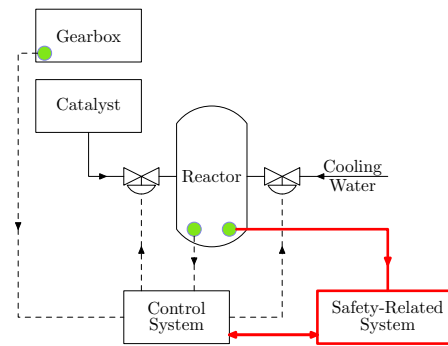 Gearbox
Catalyst
Reactor
Cooling
Water
Control
System
Safety-Related
System